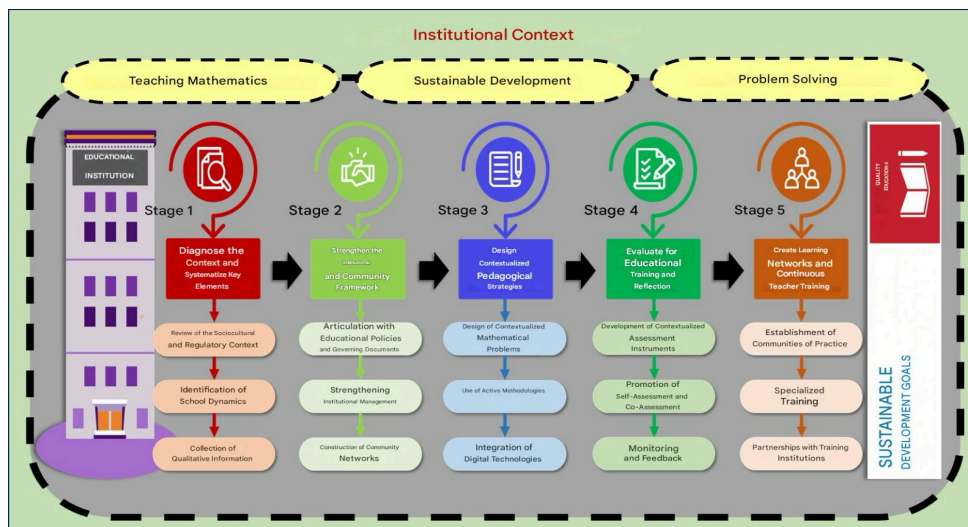 Institutional Context
Teaching Mathematics
Sustainable Development
Problem Solving
EDUCATIONAL
INSTITUTION
Stage 1
Diagnose the
Context and
Systematize Key
Elements
Review of the Sociocultural
and Regulatory Context
Identification of
School Dynamics
Collection of
Qualitative Information
Stage 2
Strengthen the
Institutional
and Community
Framework
Articulation with
Educational Policies
and Governing Documents
Strengthening
Institutional Management
Construction of Community
Networks
Stage 3
Design
Contextualized
Pedagogical
Strategies
Design of Contextualized
Mathematical
Problems
Use of Active Methodologies
Integration of
Digital Technologies
Stage 4
Evaluate for
Educational
Training and
Reflection
Development of Contextualized
Assessment
Instruments
Promotion of
Self-Assessment and
Co-Assessment
Monitoring
and Feedback
Stage 5
Create Learning
Networks and
Continuous
Teacher Training
Establishment of
Communities of Practice
Specialized
Training
Partnerships with Training
Institutions
QUALITY
EDUCATION 4
SUSTAINABLE
DEVELOPMENT GOALS